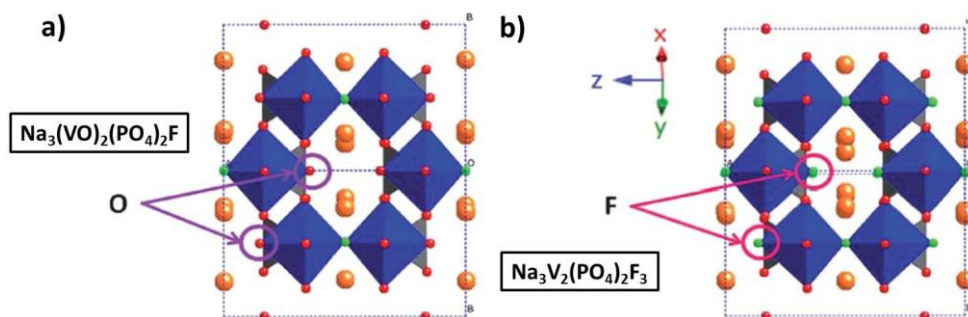 a)
Na₃(VO)₂(PO₄)₂F
O
A
B
O
B
b)
x
z
y
F
Na₃V₂(PO₄)₂F₃
A
B
B